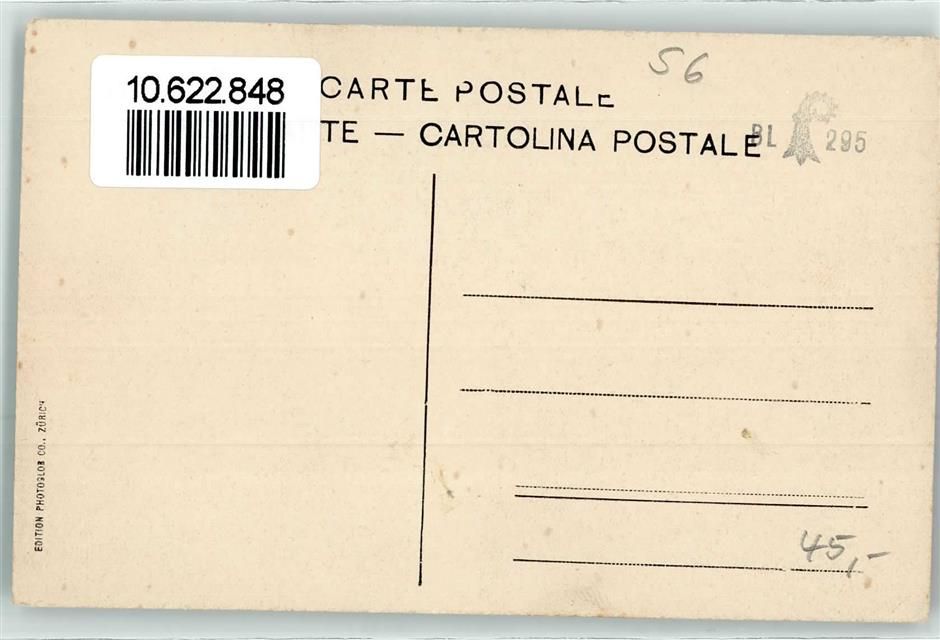 56
10.622.848
CARTE POSTALE
TE — CARTOLINA POSTALE
BL 295
EDITION PHOTOGLOB CO., ZÜRICH
45,-